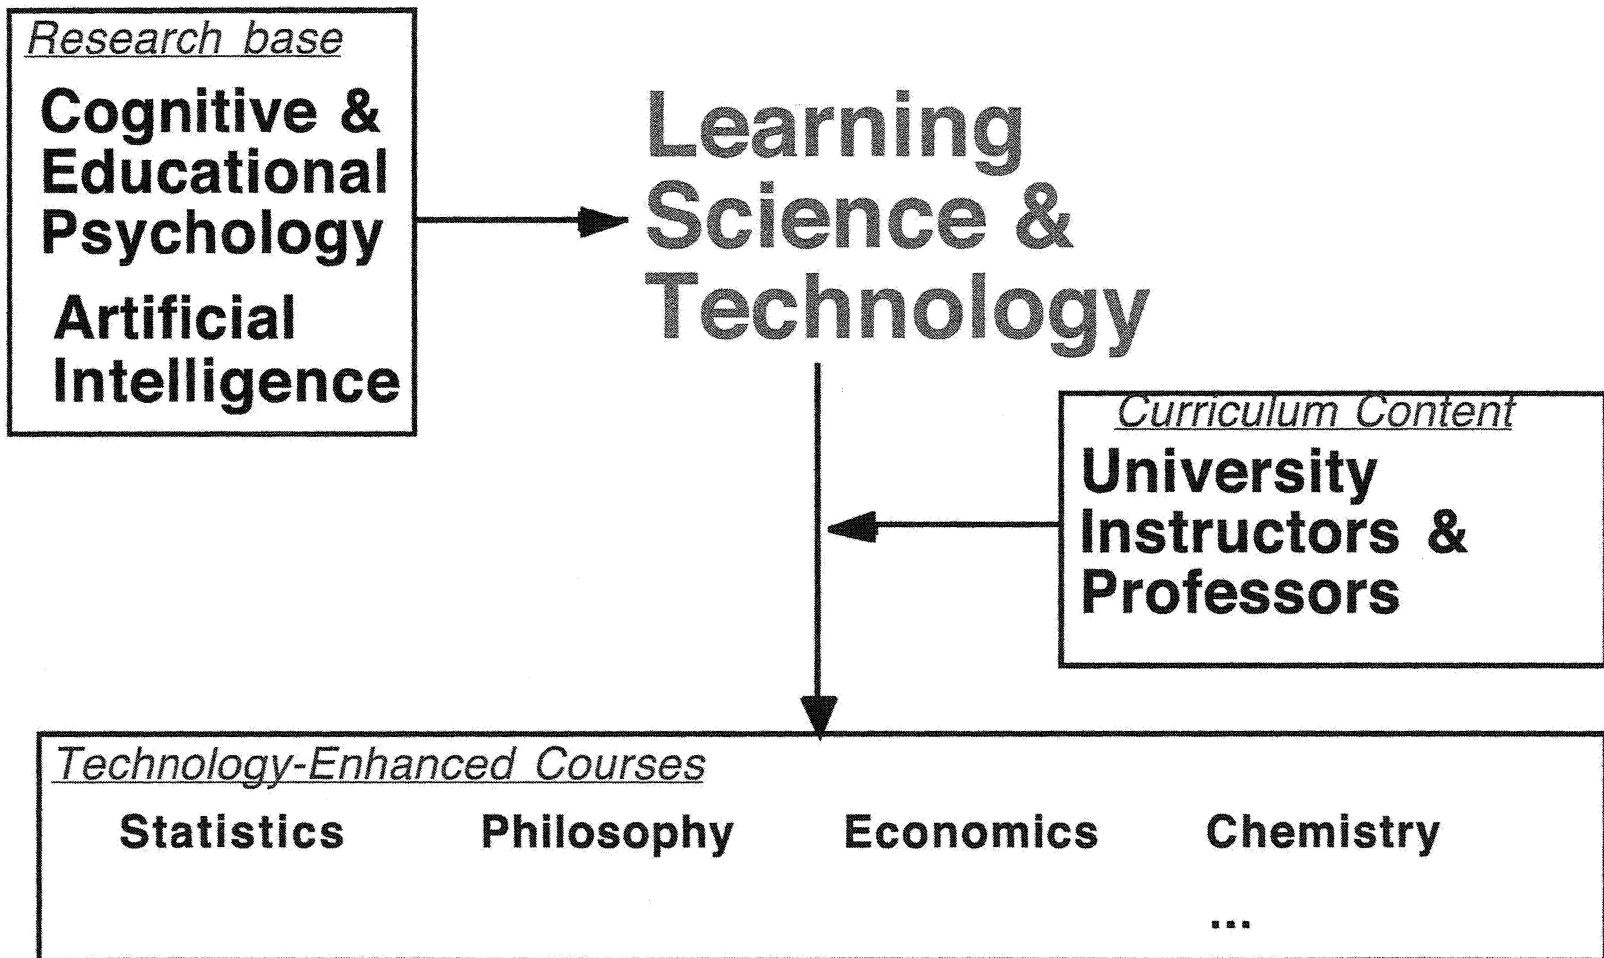 Research base
Cognitive &
Educational
Psychology
Artificial
Intelligence
Learning
Science &
Technology
Curriculum Content
University
Instructors &
Professors
Technology-Enhanced Courses
Statistics Philosophy Economics Chemistry
...